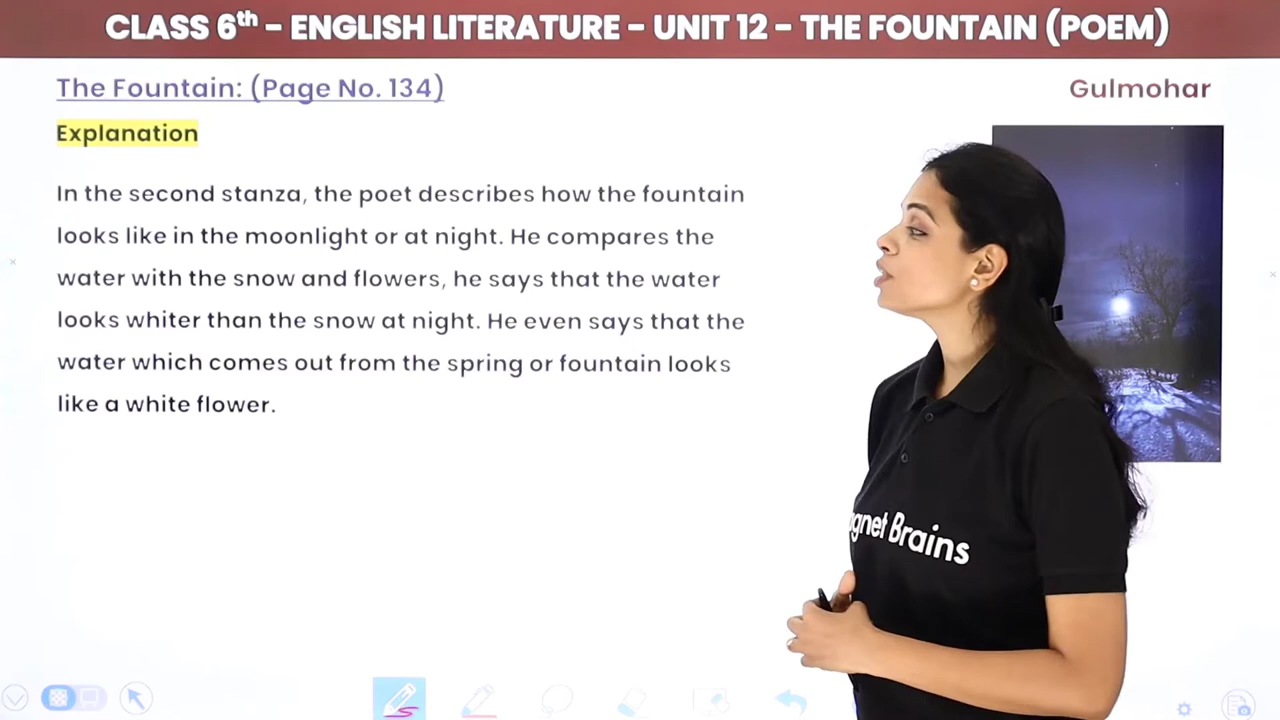 CLASS 6th - ENGLISH LITERATURE - UNIT 12 - THE FOUNTAIN (POEM)
The Fountain: (Page No. 134)
Gulmohar
Explanation
In the second stanza, the poet describes how the fountain
looks like in the moonlight or at night. He compares the
water with the snow and flowers, he says that the water
looks whiter than the snow at night. He even says that the
water which comes out from the spring or fountain looks
like a white flower.
Brains